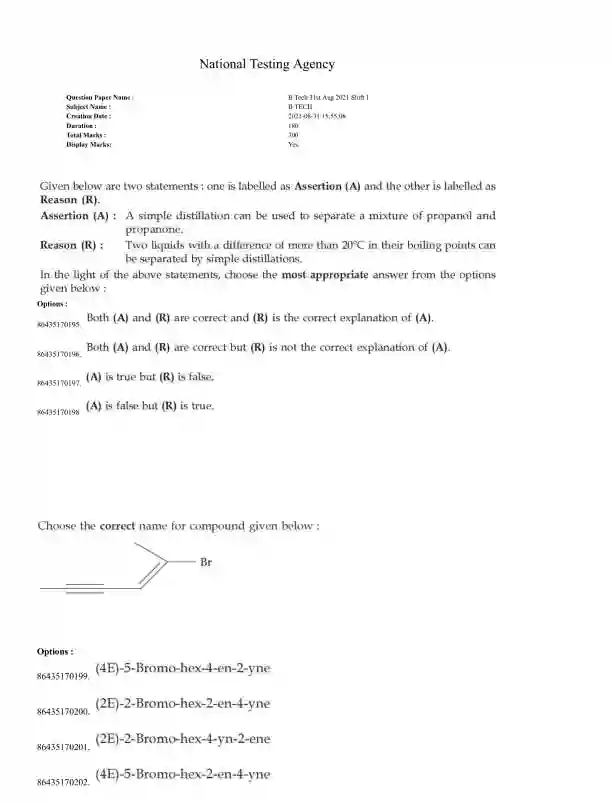 National Testing Agency
Question Paper Name : B Tech 31st Aug 2021 Shift 1
Subject Name : B TECH
Creation Date : 2021-08-31 15:55:06
Duration : 180
Total Marks : 300
Display Marks: Yes
Given below are two statements : one is labelled as Assertion (A) and the other is labelled as
Reason (R).
Assertion (A) : A simple distillation can be used to separate a mixture of propanol and
propanone.
Reason (R) : Two liquids with a difference of more than 20°C in their boiling points can
be separated by simple distillations.
In the light of the above statements, choose the most appropriate answer from the options
given below :
Options :
86435170195. Both (A) and (R) are correct and (R) is the correct explanation of (A).
86435170196. Both (A) and (R) are correct but (R) is not the correct explanation of (A).
86435170197. (A) is true but (R) is false.
86435170198. (A) is false but (R) is true.
Choose the correct name for compound given below :
Br
Options :
86435170199. (4E)-5-Bromo-hex-4-en-2-yne
86435170200. (2E)-2-Bromo-hex-2-en-4-yne
86435170201. (2E)-2-Bromo-hex-4-yn-2-ene
86435170202. (4E)-5-Bromo-hex-2-en-4-yne